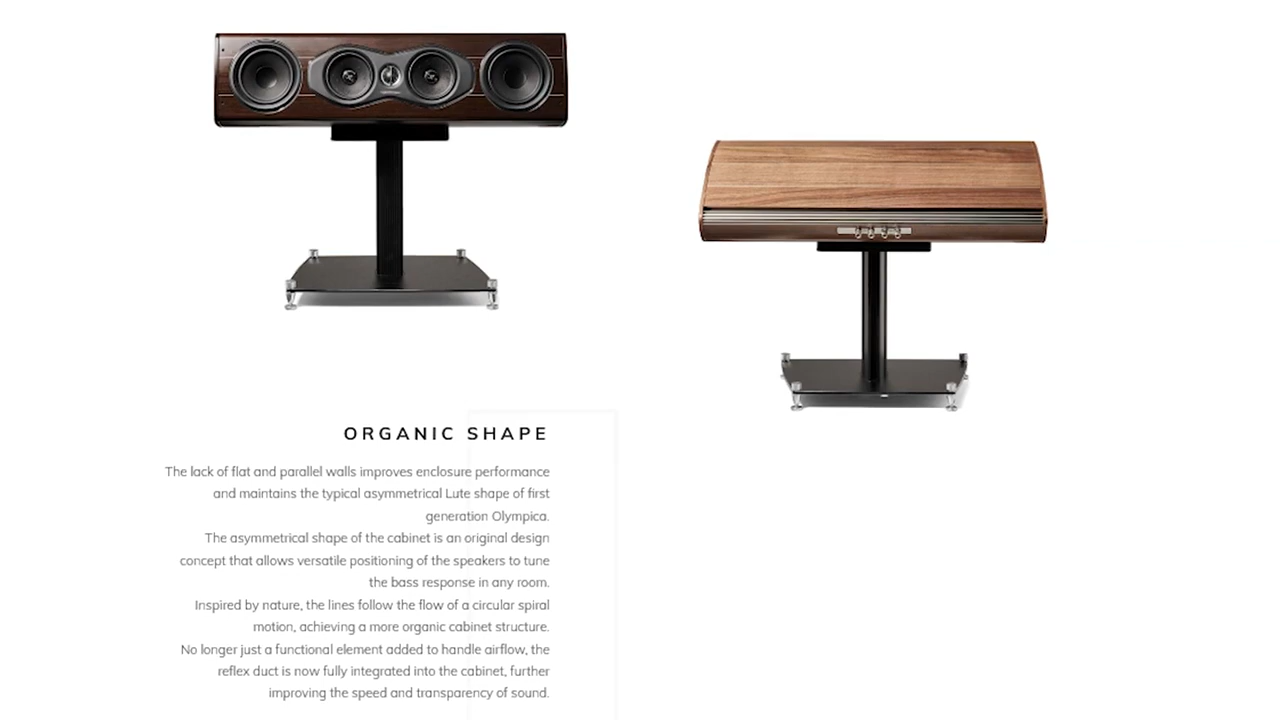 ORGANIC SHAPE
The lack of flat and parallel walls improves enclosure performance
and maintains the typical asymmetrical Lute shape of first
generation Olympica.
The asymmetrical shape of the cabinet is an original design
concept that allows versatile positioning of the speakers to tune
the bass response in any room.
Inspired by nature, the lines follow the flow of a circular spiral
motion, achieving a more organic cabinet structure.
No longer just a functional element added to handle airflow, the
reflex duct is now fully integrated into the cabinet, further
improving the speed and transparency of sound.